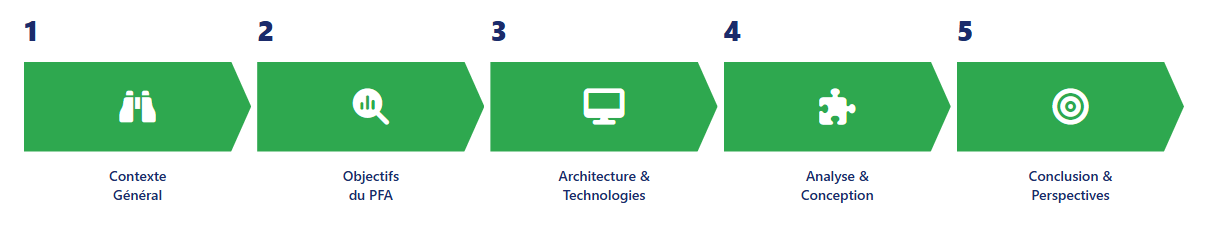 1
2
3
4
5
Contexte
Général
Objectifs
du PFA
Architecture &
Technologies
Analyse &
Conception
Conclusion &
Perspectives